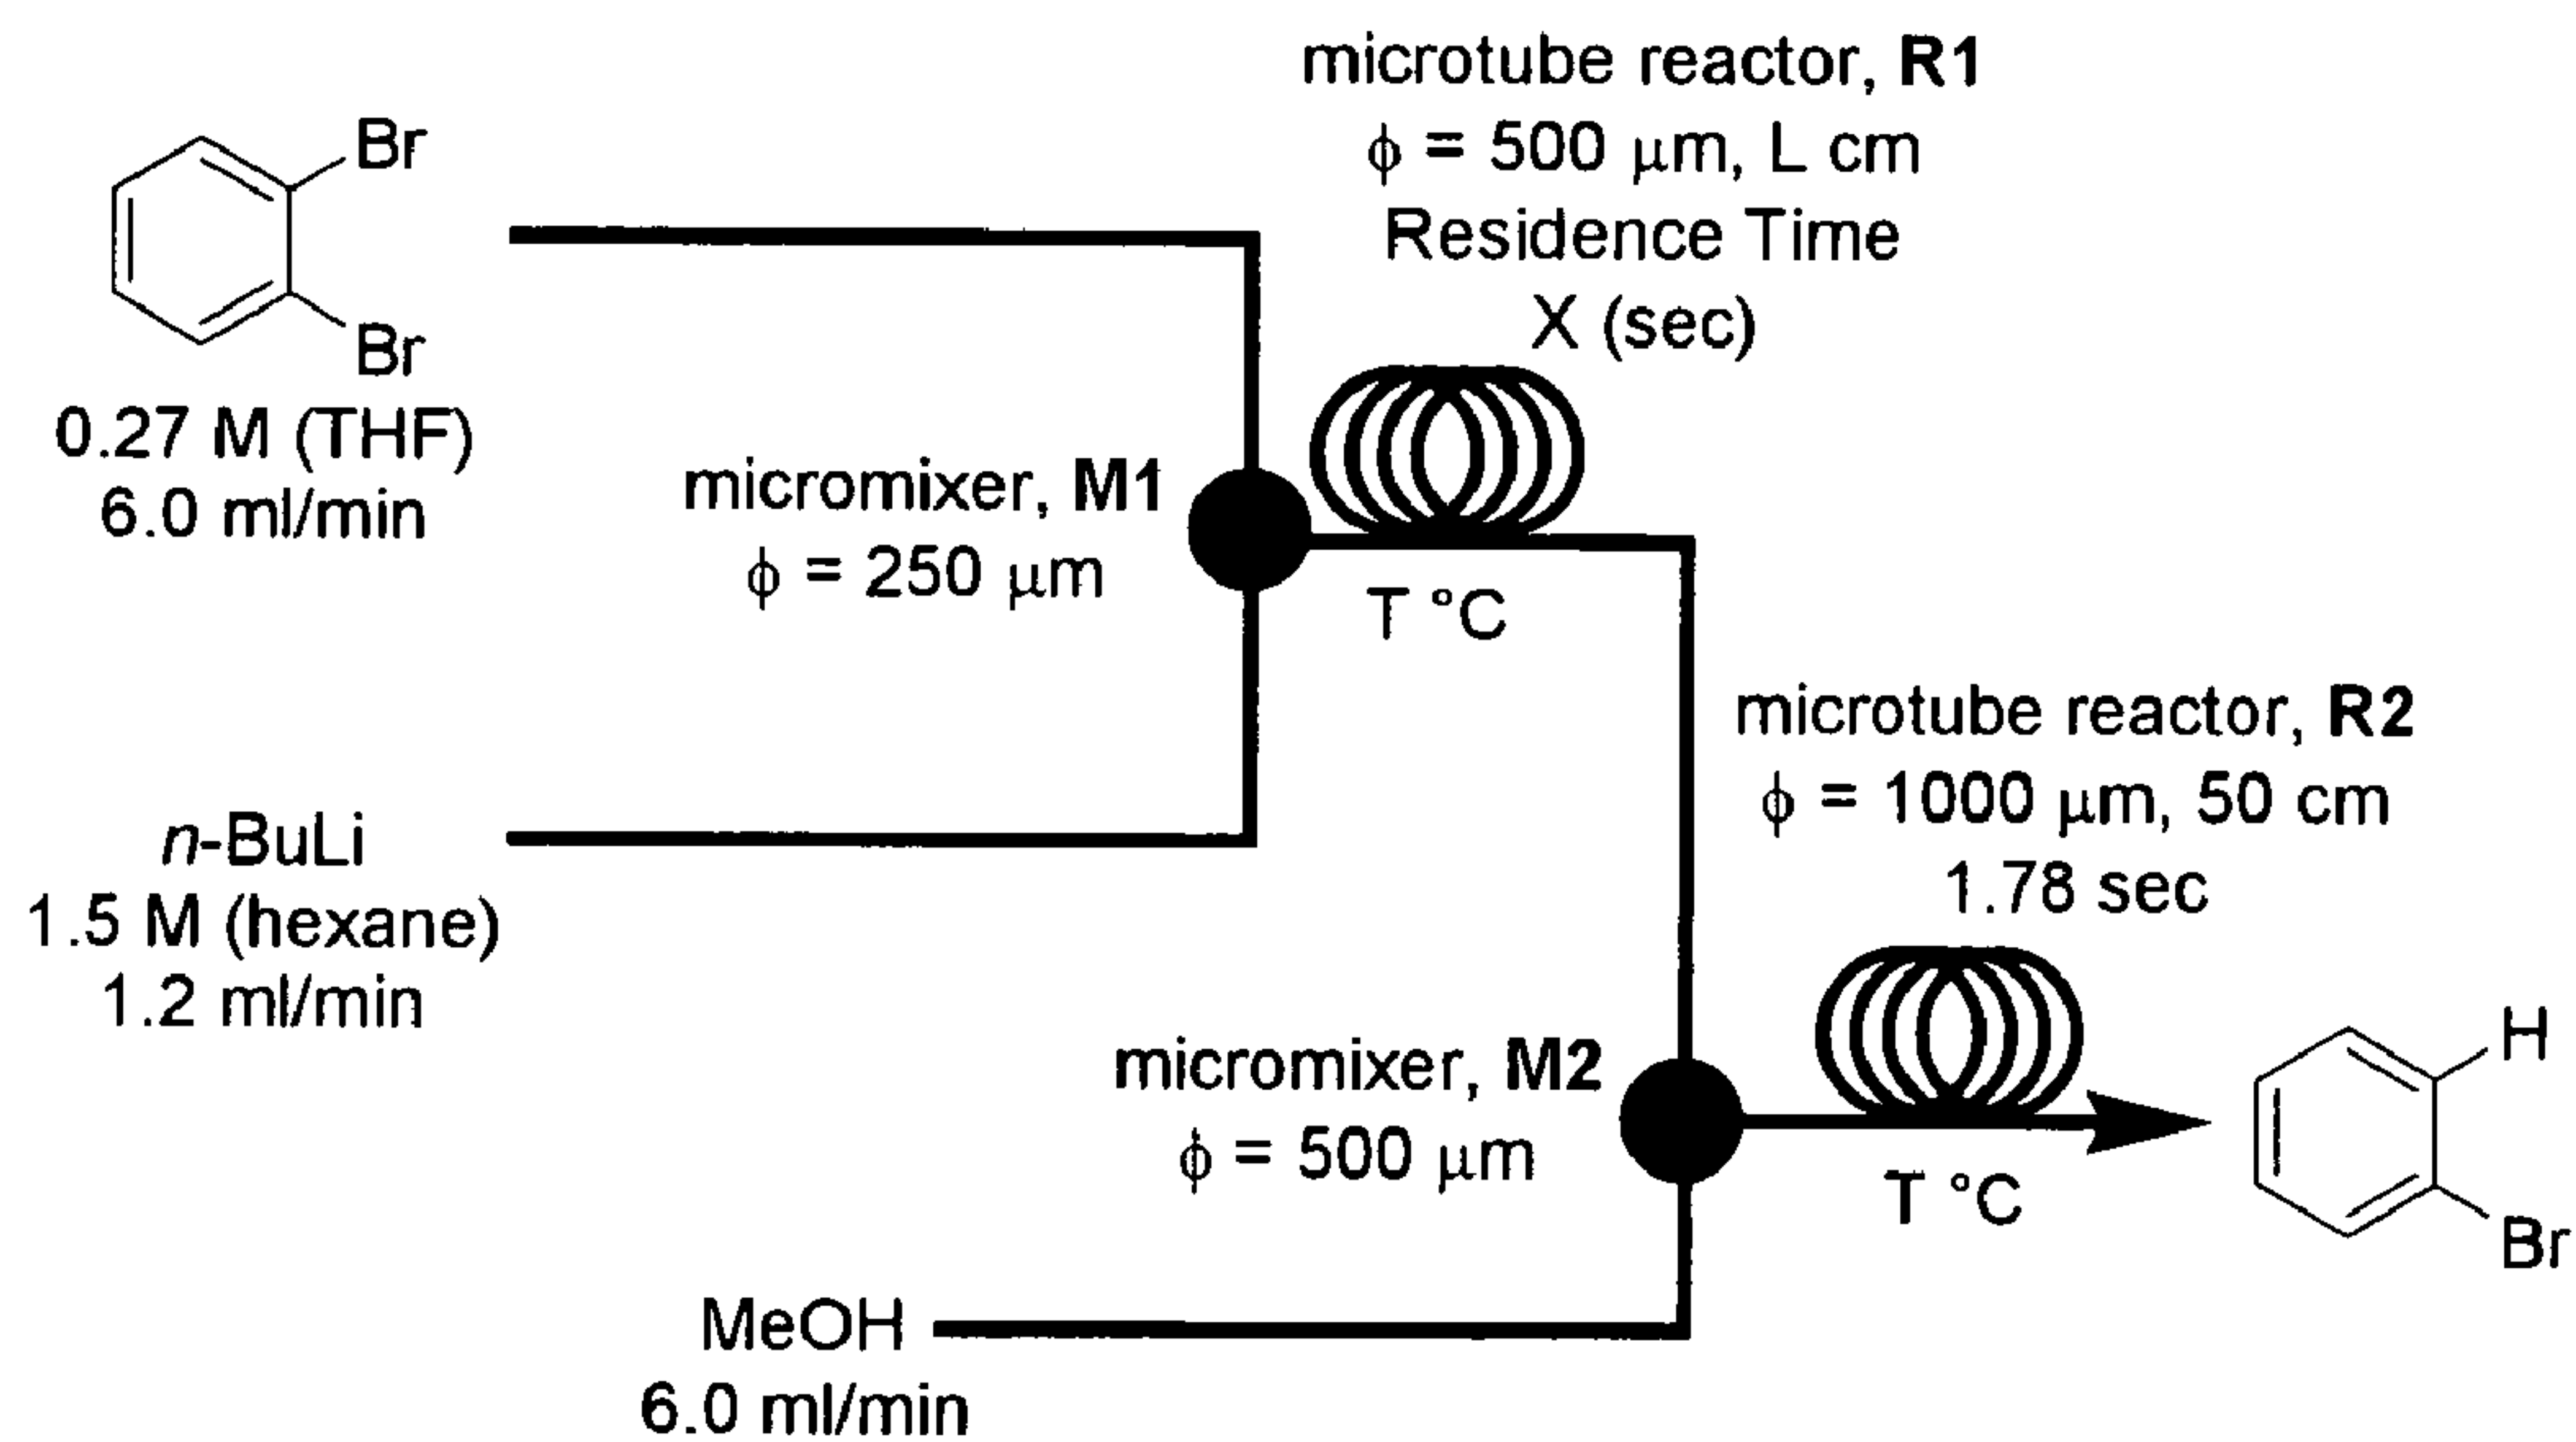 microtube reactor, R1
ϕ = 500 μm, L cm
Residence Time
X (sec)
Br
Br
0.27 M (THF)
6.0 ml/min
micromixer, M1
ϕ = 250 μm
T °C
n-BuLi
1.5 M (hexane)
1.2 ml/min
microtube reactor, R2
ϕ = 1000 μm, 50 cm
1.78 sec
micromixer, M2
ϕ = 500 μm
T °C
H
Br
MeOH
6.0 ml/min